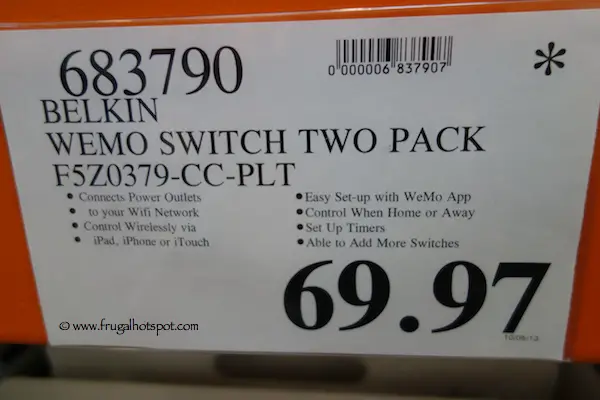 683790
0 000006 837907
*
BELKIN
WEMO SWITCH TWO PACK
F5Z0379-CC-PLT
• Connects Power Outlets
• to your Wifi Network
• Control Wirelessly via
• iPad, iPhone or iTouch
• Easy Set-up with WeMo App
• Control When Home or Away
• Set Up Timers
• Able to Add More Switches
69.97
© www.frugalhotspot.com